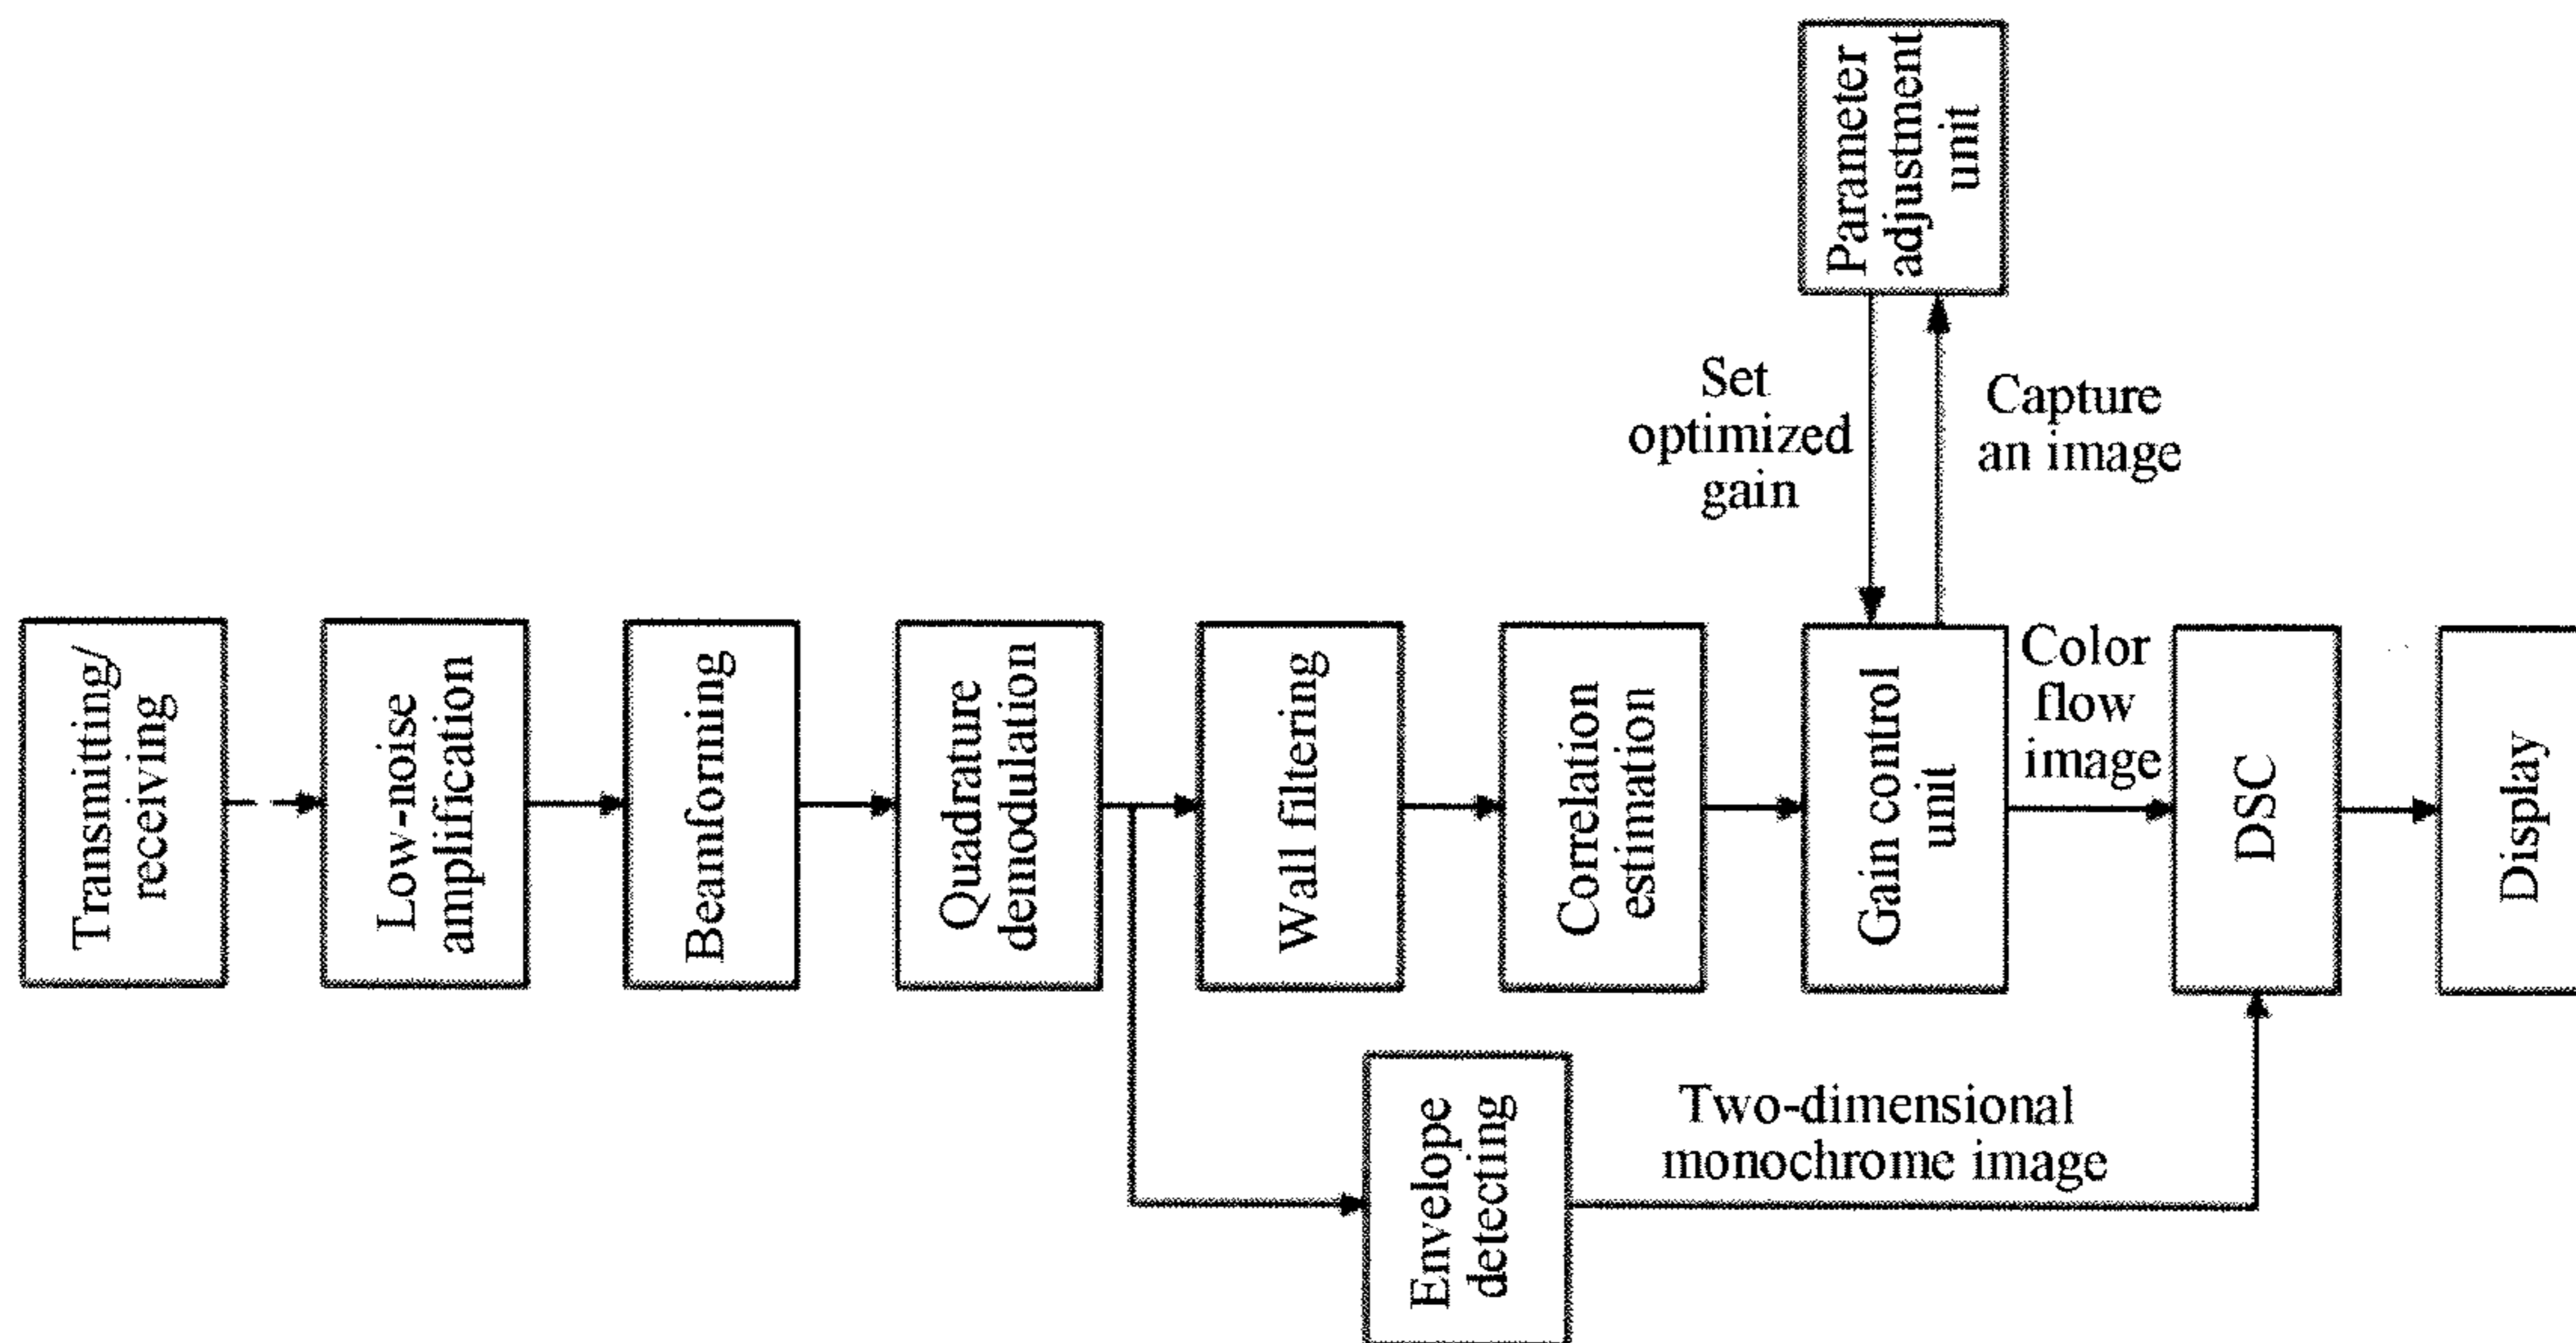 Transmitting/
receiving
Low-noise
amplification
Beamforming
Quadrature
demodulation
Wall filtering
Correlation
estimation
Gain control
unit
Parameter
adjustment
unit
Set
optimized
gain
Capture
an image
Color
flow
image
DSC
Display
Envelope
detecting
Two-dimensional
monochrome image